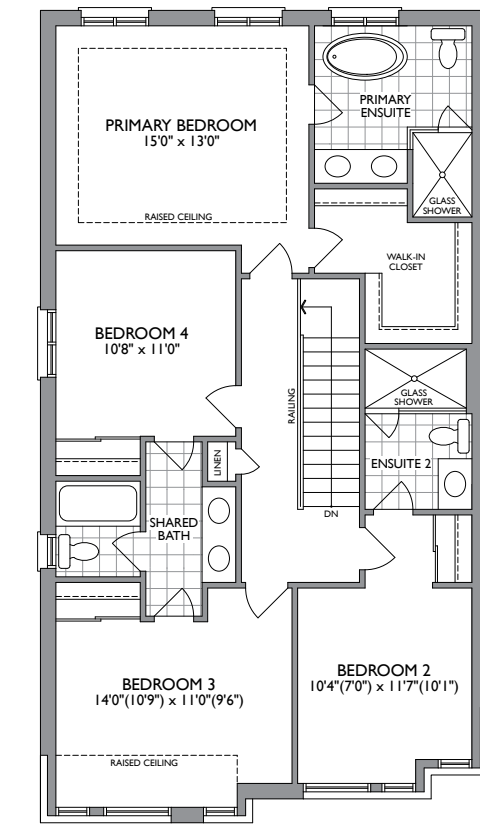 PRIMARY BEDROOM
15'0" x 13'0"
RAISED CEILING
PRIMARY
ENSUITE
GLASS
SHOWER
WALK-IN
CLOSET
BEDROOM 4
10'8" x 11'0"
RAILING
GLASS
SHOWER
LINEN
ENSUITE 2
DN
SHARED
BATH
BEDROOM 3
14'0"(10'9") x 11'0"(9'6")
BEDROOM 2
10'4"(7'0") x 11'7"(10'1")
RAISED CEILING